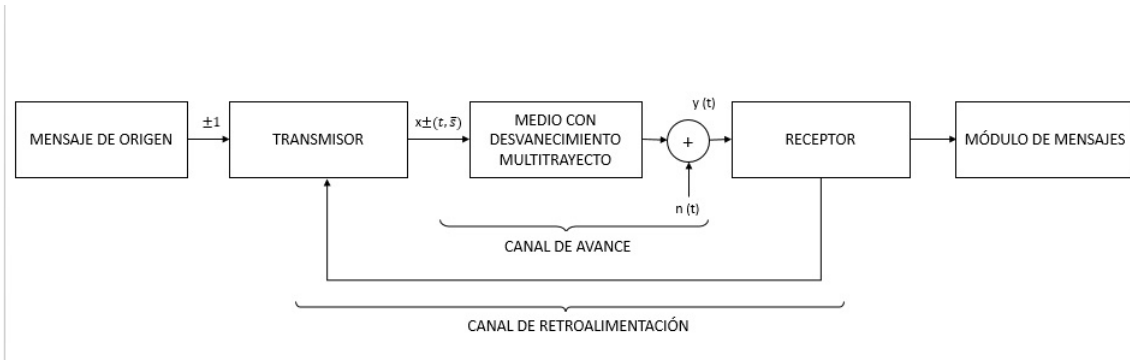 MENSAJE DE ORIGEN
±1
TRANSMISOR
x±(t, s̄)
MEDIO CON
DESVANECIMIENTO
MULTITRAYECTO
+
y (t)
n (t)
RECEPTOR
MÓDULO DE MENSAJES
CANAL DE AVANCE
CANAL DE RETROALIMENTACIÓN